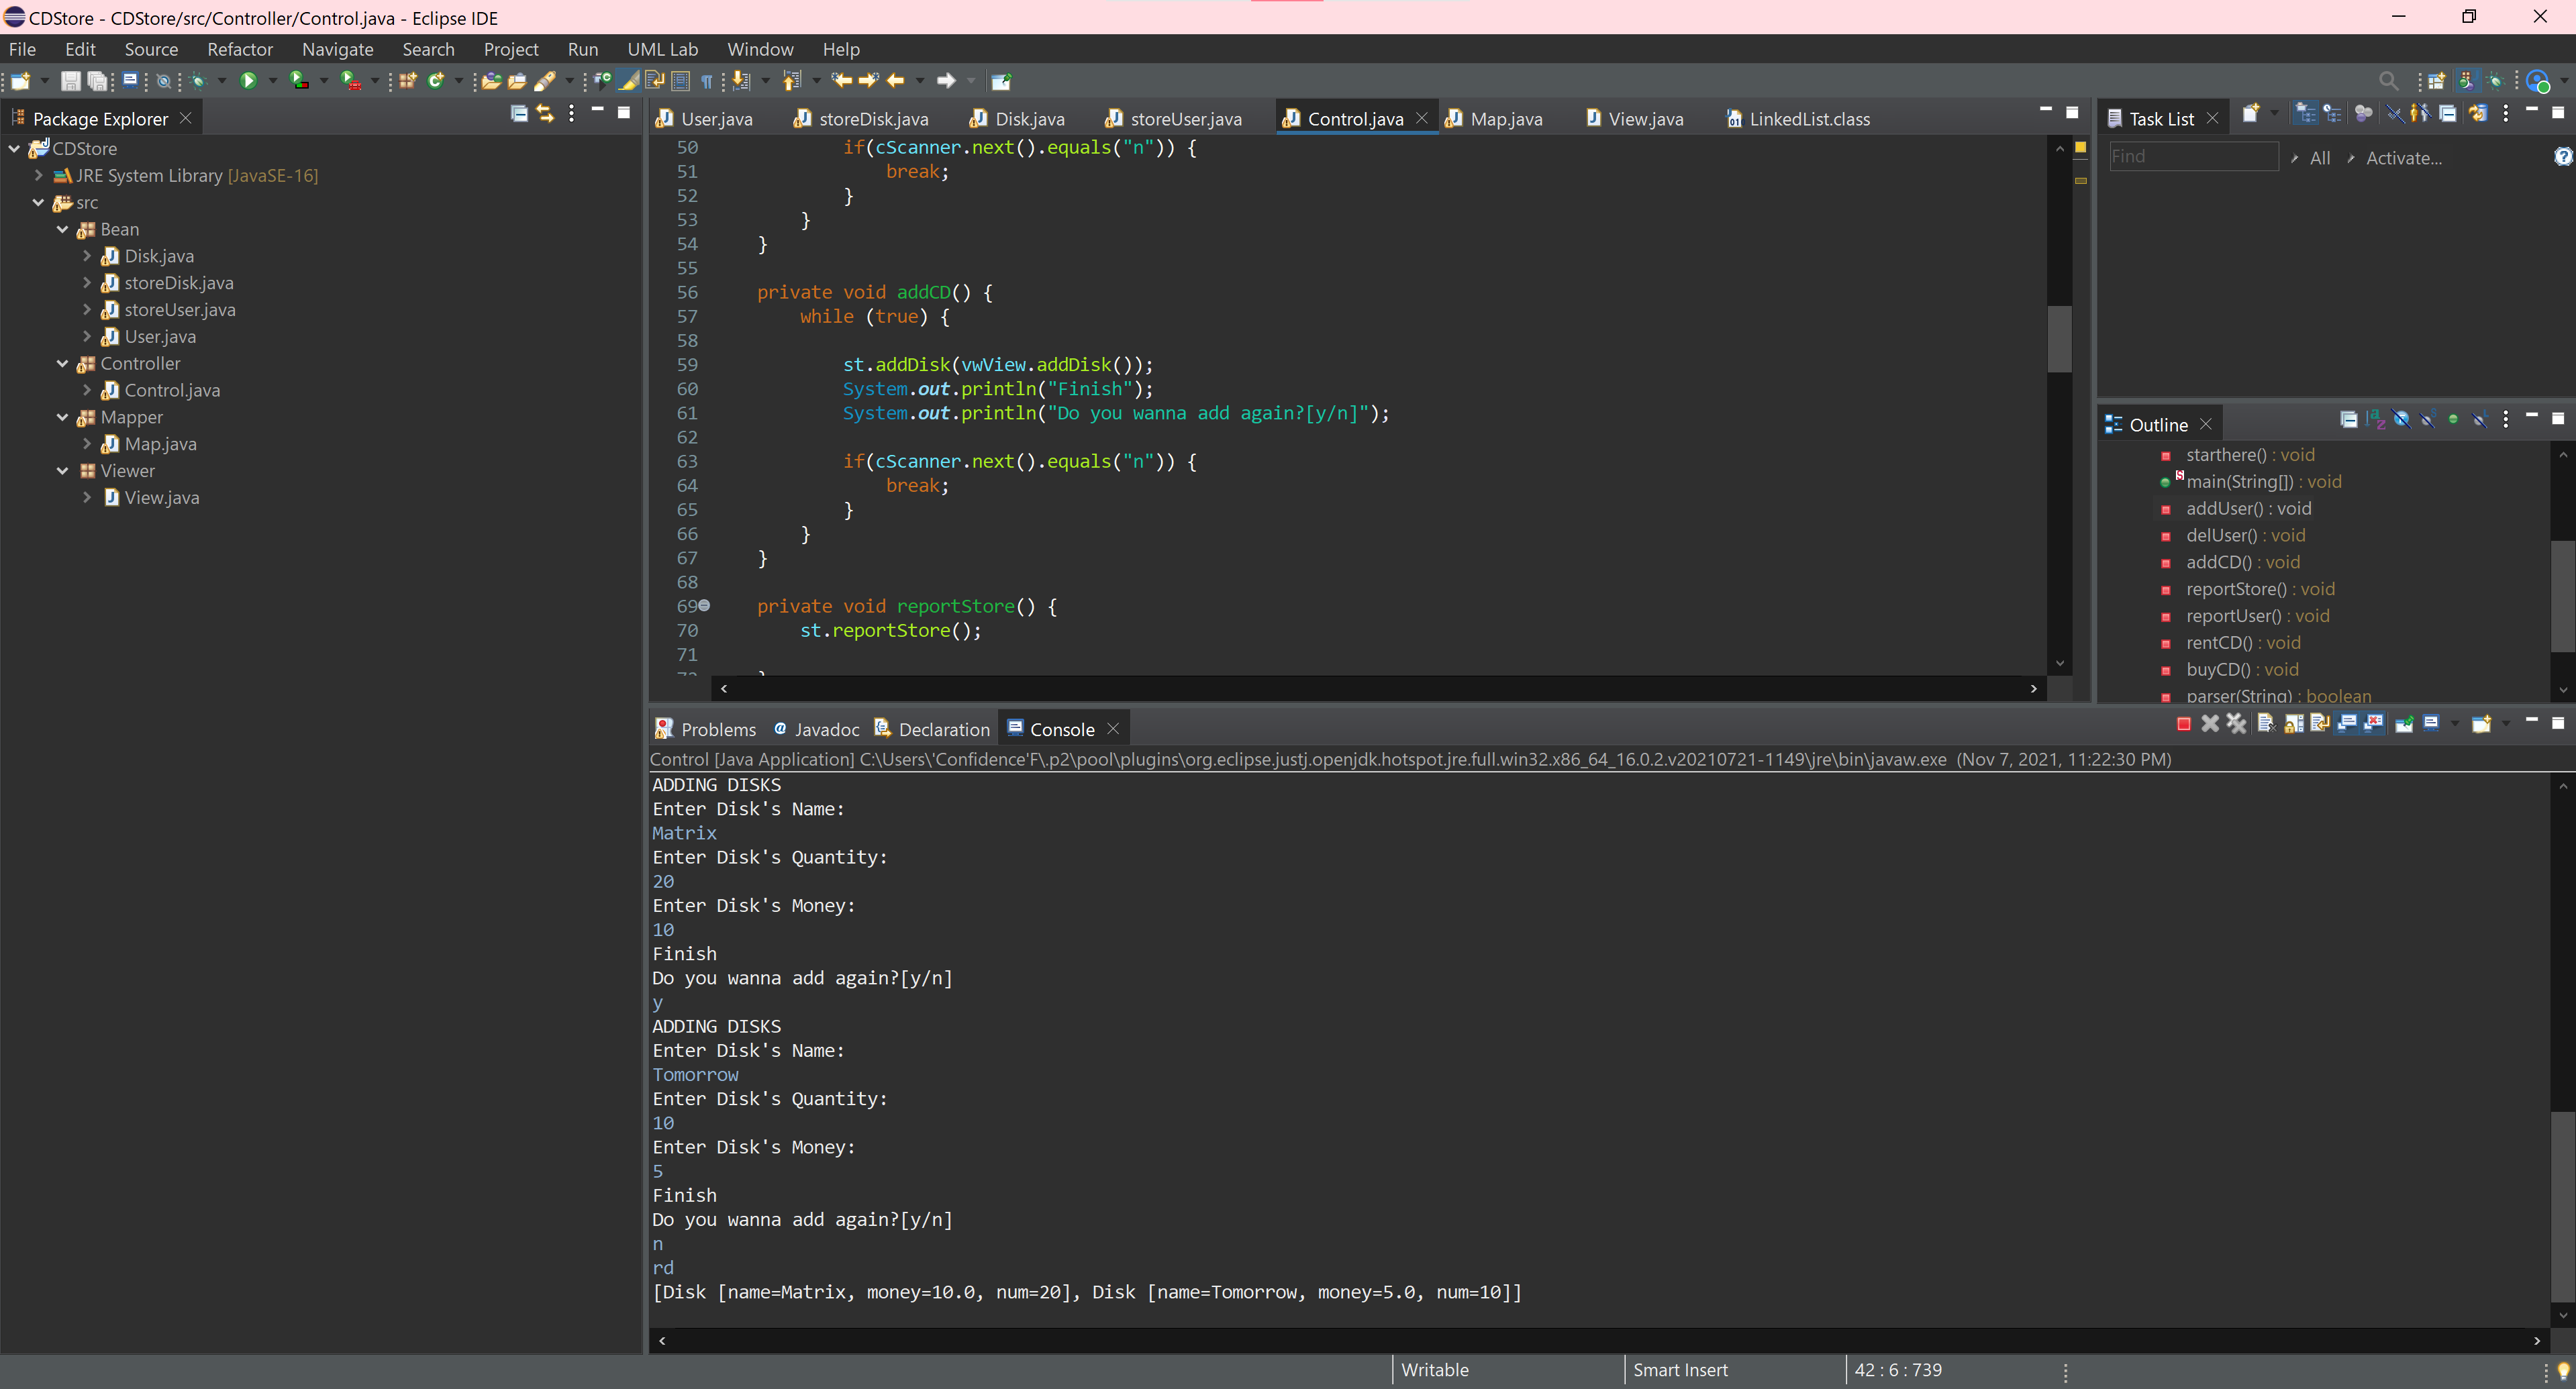 CDStore - CDStore/src/Controller/Control.java - Eclipse IDE
File Edit Source Refactor Navigate Search Project Run UML Lab Window Help
Package Explorer
CDStore
JRE System Library [JavaSE-16]
src
Bean
Disk.java
storeDisk.java
storeUser.java
User.java
Controller
Control.java
Mapper
Map.java
Viewer
View.java
User.java storeDisk.java Disk.java storeUser.java Control.java Map.java View.java LinkedList.class
50 if(cScanner.next().equals("n")) {
51 break;
52 }
53 }
54 }
55
56 private void addCD() {
57 while (true) {
58
59 st.addDisk(vwView.addDisk());
60 System.out.println("Finish");
61 System.out.println("Do you wanna add again?[y/n]");
62
63 if(cScanner.next().equals("n")) {
64 break;
65 }
66 }
67 }
68
69 private void reportStore() {
70 st.reportStore();
71
72 }
Task List
Find All Activate...
Outline
starthere() : void
main(String[]) : void
addUser() : void
delUser() : void
addCD() : void
reportStore() : void
reportUser() : void
rentCD() : void
buyCD() : void
parser(String) : boolean
Problems Javadoc Declaration Console
Control [Java Application] C:\Users\'Confidence'F\.p2\pool\plugins\org.eclipse.justj.openjdk.hotspot.jre.full.win32.x86_64_16.0.2.v20210721-1149\jre\bin\javaw.exe (Nov 7, 2021, 11:22:30 PM)
ADDING DISKS
Enter Disk's Name:
Matrix
Enter Disk's Quantity:
20
Enter Disk's Money:
10
Finish
Do you wanna add again?[y/n]
y
ADDING DISKS
Enter Disk's Name:
Tomorrow
Enter Disk's Quantity:
10
Enter Disk's Money:
5
Finish
Do you wanna add again?[y/n]
n
rd
[Disk [name=Matrix, money=10.0, num=20], Disk [name=Tomorrow, money=5.0, num=10]]
Writable Smart Insert 42 : 6 : 739